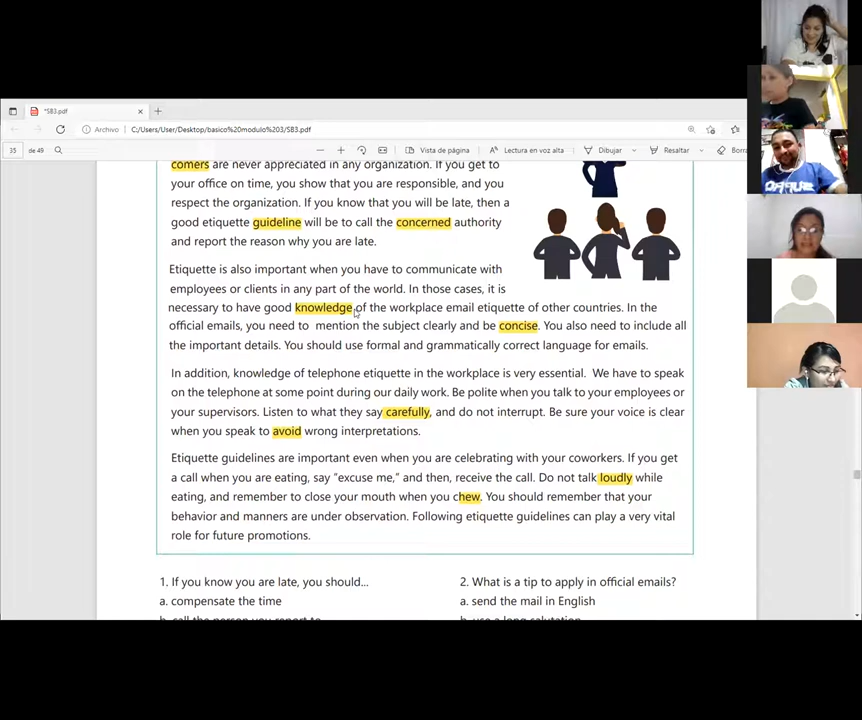 *SB3.pdf
Archivo C:/Users/User/Desktop/basico%20modulo%203/SB3.pdf
35 de 49 Vista de página Lectura en voz alta Dibujar Resaltar Borra
comers are never appreciated in any organization. If you get to
your office on time, you show that you are responsible, and you
respect the organization. If you know that you will be late, then a
good etiquette guideline will be to call the concerned authority
and report the reason why you are late.
Etiquette is also important when you have to communicate with
employees or clients in any part of the world. In those cases, it is
necessary to have good knowledge of the workplace email etiquette of other countries. In the
official emails, you need to mention the subject clearly and be concise. You also need to include all
the important details. You should use formal and grammatically correct language for emails.
In addition, knowledge of telephone etiquette in the workplace is very essential. We have to speak
on the telephone at some point during our daily work. Be polite when you talk to your employees or
your supervisors. Listen to what they say carefully, and do not interrupt. Be sure your voice is clear
when you speak to avoid wrong interpretations.
Etiquette guidelines are important even when you are celebrating with your coworkers. If you get
a call when you are eating, say “excuse me,” and then, receive the call. Do not talk loudly while
eating, and remember to close your mouth when you chew. You should remember that your
behavior and manners are under observation. Following etiquette guidelines can play a very vital
role for future promotions.
1. If you know you are late, you should...
a. compensate the time
b. call the person you report to
2. What is a tip to apply in official emails?
a. send the mail in English
b. use a long salutation